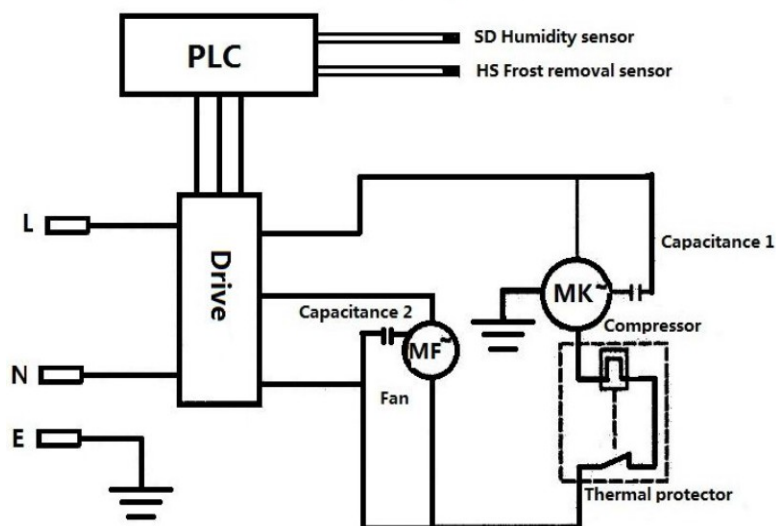 PLC
SD Humidity sensor
HS Frost removal sensor
L
Drive
Capacitance 1
MK~
Capacitance 2
Compressor
MF~
N
Fan
E
Thermal protector